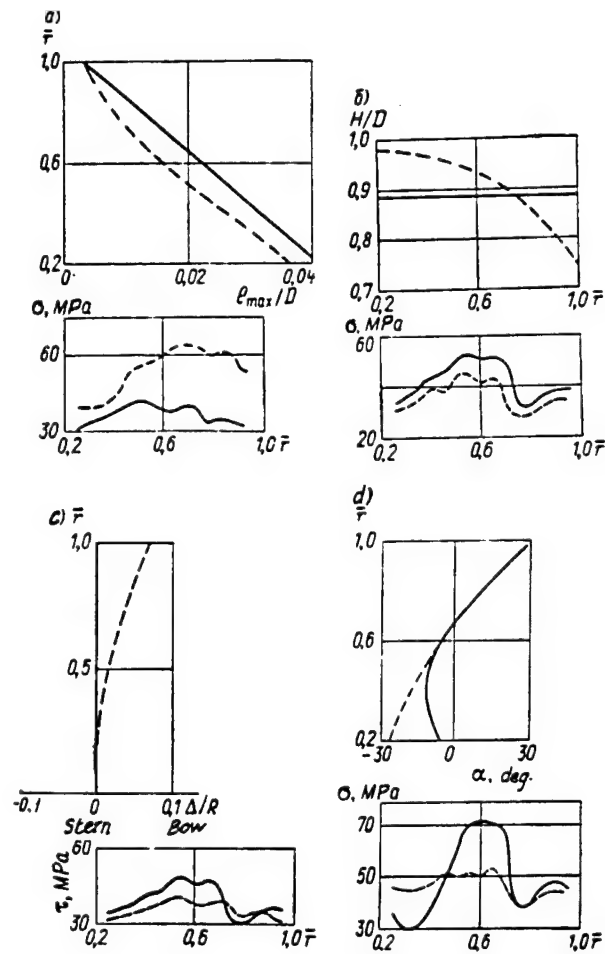 а)
r̄
1,0
0,6
0,2
0
0,02
0,04
ℓmax/D
σ, MPa
60
30
0,2
0,6
1,0 r̄
б)
H/D
1,0
0,9
0,8
0,7
0,2
0,6
1,0 r̄
σ, MPa
60
20
0,2
0,6
1,0 r̄
c) r̄
1,0
0,5
-0.1
0
0,1 Δ/R
Stern
Bow
τ, MPa
60
30
0,2
0,6
1,0 r̄
d)
r̄
1,0
0,6
0,2
-30
0
30
α, deg.
σ, MPa
70
50
30
0,2
0,6
1,0 r̄